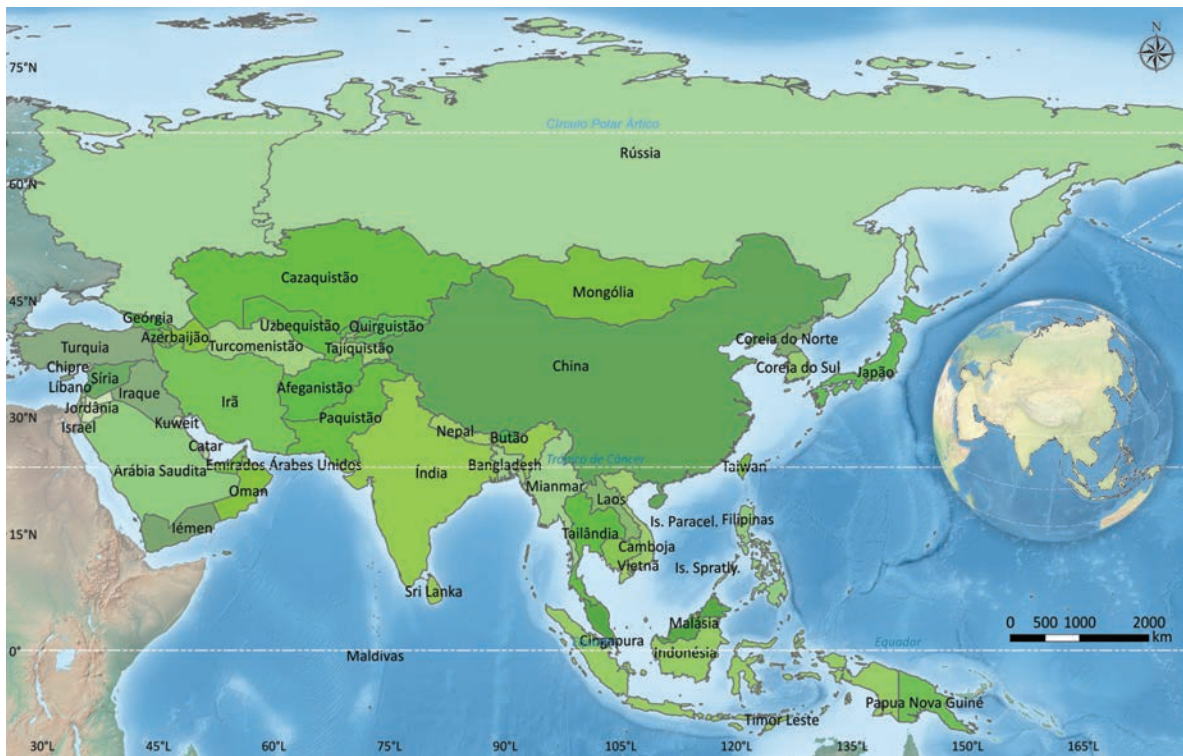 N
75°N
Círculo Polar Ártico
Rússia
60°N
Cazaquistão
Mongólia
45°N
Geórgia
Uzbequistão
Quirguistão
Azerbaijão
Turcomenistão
Tajiquistão
Coreia do Norte
Turquia
China
Coreia do Sul
Japão
Chipre
Síria
Líbano
Iraque
Afeganistão
Irã
Jordânia
Paquistão
30°N
Israel
Kuweit
Nepal
Butão
Catar
Arábia Saudita
Emirados Árabes Unidos
Índia
Bangladesh
Trópico de Câncer
Taiwan
Mianmar
Oman
Laos
Iémen
Is. Paracel.
Filipinas
15°N
Tailândia
Camboja
Vietnã
Is. Spratly.
Sri Lanka
Malásia
0 500 1000 2000
km
Cingapura
Equador
0°
Maldivas
Indonésia
Papua Nova Guiné
Timor Leste
30°L 45°L 60°L 75°L 90°L 105°L 120°L 135°L 150°L 165°L